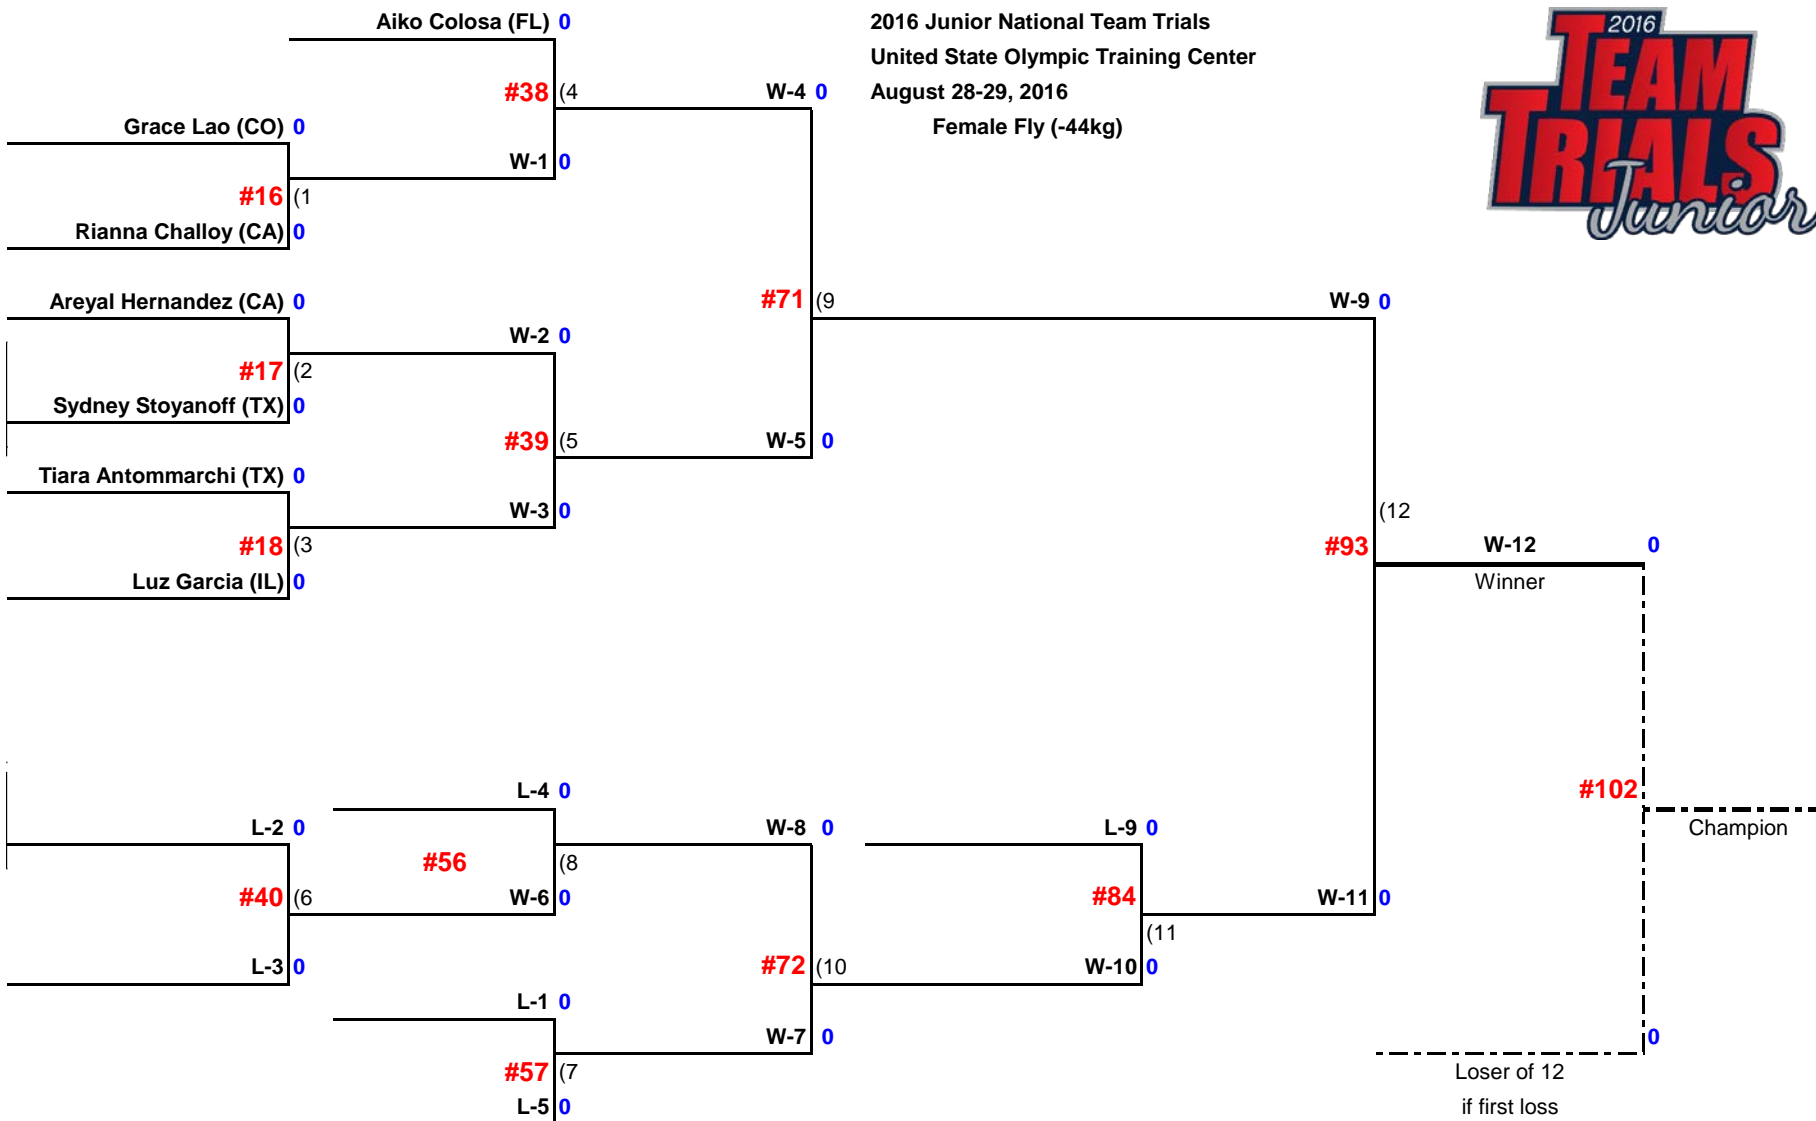 Aiko Colosa (FL) 0
2016 Junior National Team Trials
2016
TEAM
TRIALS
Junior
United State Olympic Training Center
#38 (4
W-4 0
August 28-29, 2016
Grace Lao (CO) 0
Female Fly (-44kg)
W-1 0
#16 (1
Rianna Challoy (CA) 0
Areyal Hernandez (CA) 0
#71 (9
W-9 0
W-2 0
#17 (2
Sydney Stoyanoff (TX) 0
#39 (5
W-5 0
Tiara Antommarchi (TX) 0
W-3 0
(12
#18 (3
#93
W-12 0
Luz Garcia (IL) 0
Winner
L-4 0
#102
L-2 0
W-8 0
L-9 0
Champion
#56 (8
#40 (6
W-6 0
#84
W-11 0
(11
L-3 0
#72 (10
W-10 0
L-1 0
W-7 0
0
#57 (7
Loser of 12
L-5 0
if first loss